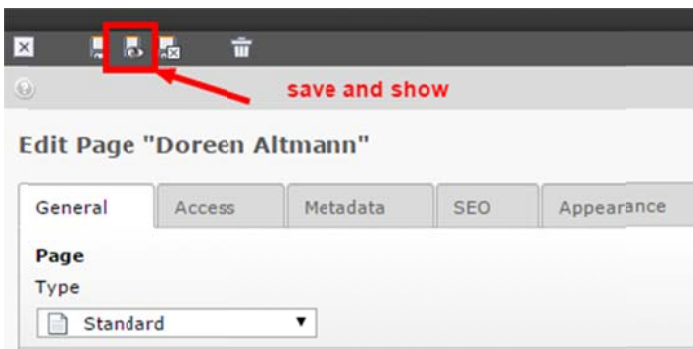 save and show
Edit Page "Doreen Altmann"
General Access Metadata SEO Appearance
Page
Type
Standard